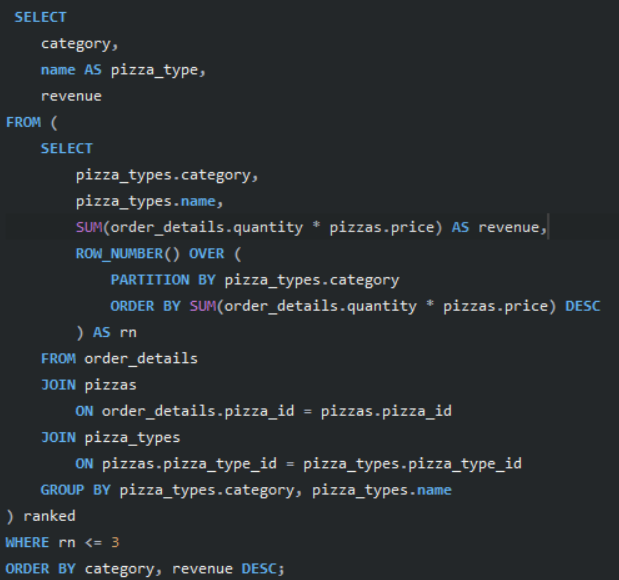 SELECT
category,
name AS pizza_type,
revenue
FROM (
SELECT
pizza_types.category,
pizza_types.name,
SUM(order_details.quantity * pizzas.price) AS revenue,
ROW_NUMBER() OVER (
PARTITION BY pizza_types.category
ORDER BY SUM(order_details.quantity * pizzas.price) DESC
) AS rn
FROM order_details
JOIN pizzas
ON order_details.pizza_id = pizzas.pizza_id
JOIN pizza_types
ON pizzas.pizza_type_id = pizza_types.pizza_type_id
GROUP BY pizza_types.category, pizza_types.name
) ranked
WHERE rn <= 3
ORDER BY category, revenue DESC;